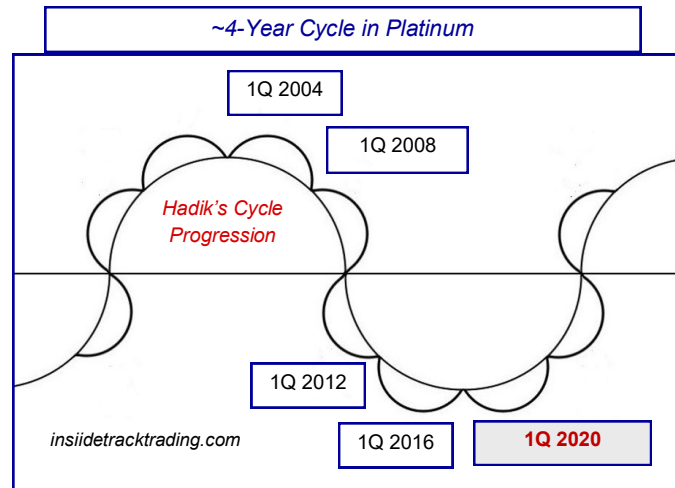 ~4-Year Cycle in Platinum
1Q 2004
1Q 2008
Hadik's Cycle
Progression
1Q 2012
1Q 2016
1Q 2020
insiidetracktrading.com